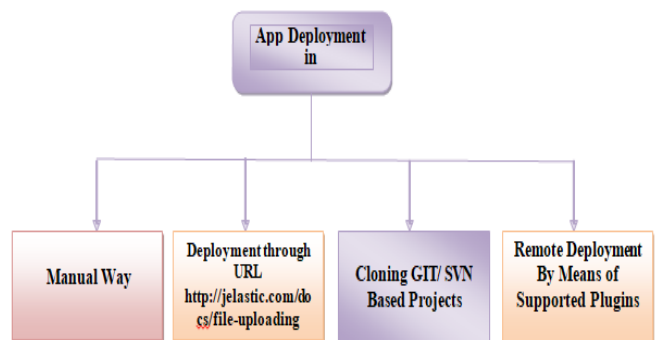 App Deployment
in
Manual Way
Deployment through
URL
http://jelastic.com/do
cs/file-uploading
Cloning GIT/ SVN
Based Projects
Remote Deployment
By Means of
Supported Plugins